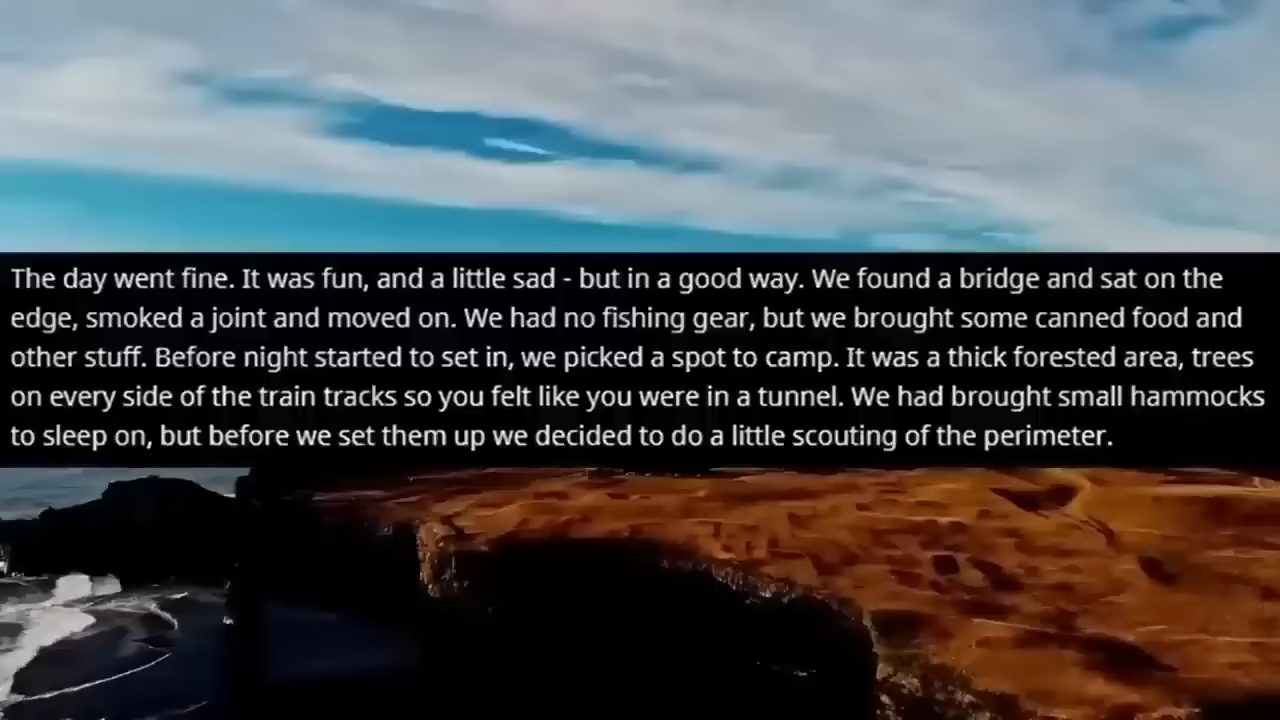 The day went fine. It was fun, and a little sad - but in a good way. We found a bridge and sat on the
edge, smoked a joint and moved on. We had no fishing gear, but we brought some canned food and
other stuff. Before night started to set in, we picked a spot to camp. It was a thick forested area, trees
on every side of the train tracks so you felt like you were in a tunnel. We had brought small hammocks
to sleep on, but before we set them up we decided to do a little scouting of the perimeter.